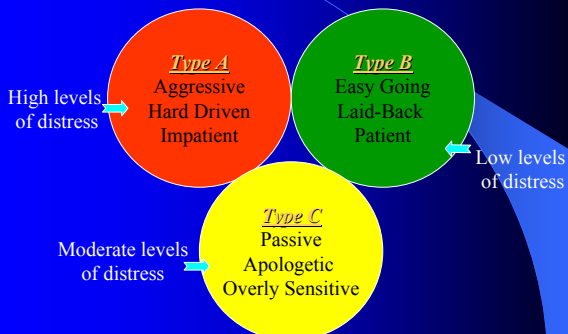 Type A
Aggressive
Hard Driven
Impatient
High levels
of distress
Type B
Easy Going
Laid-Back
Patient
Low levels
of distress
Type C
Passive
Apologetic
Overly Sensitive
Moderate levels
of distress